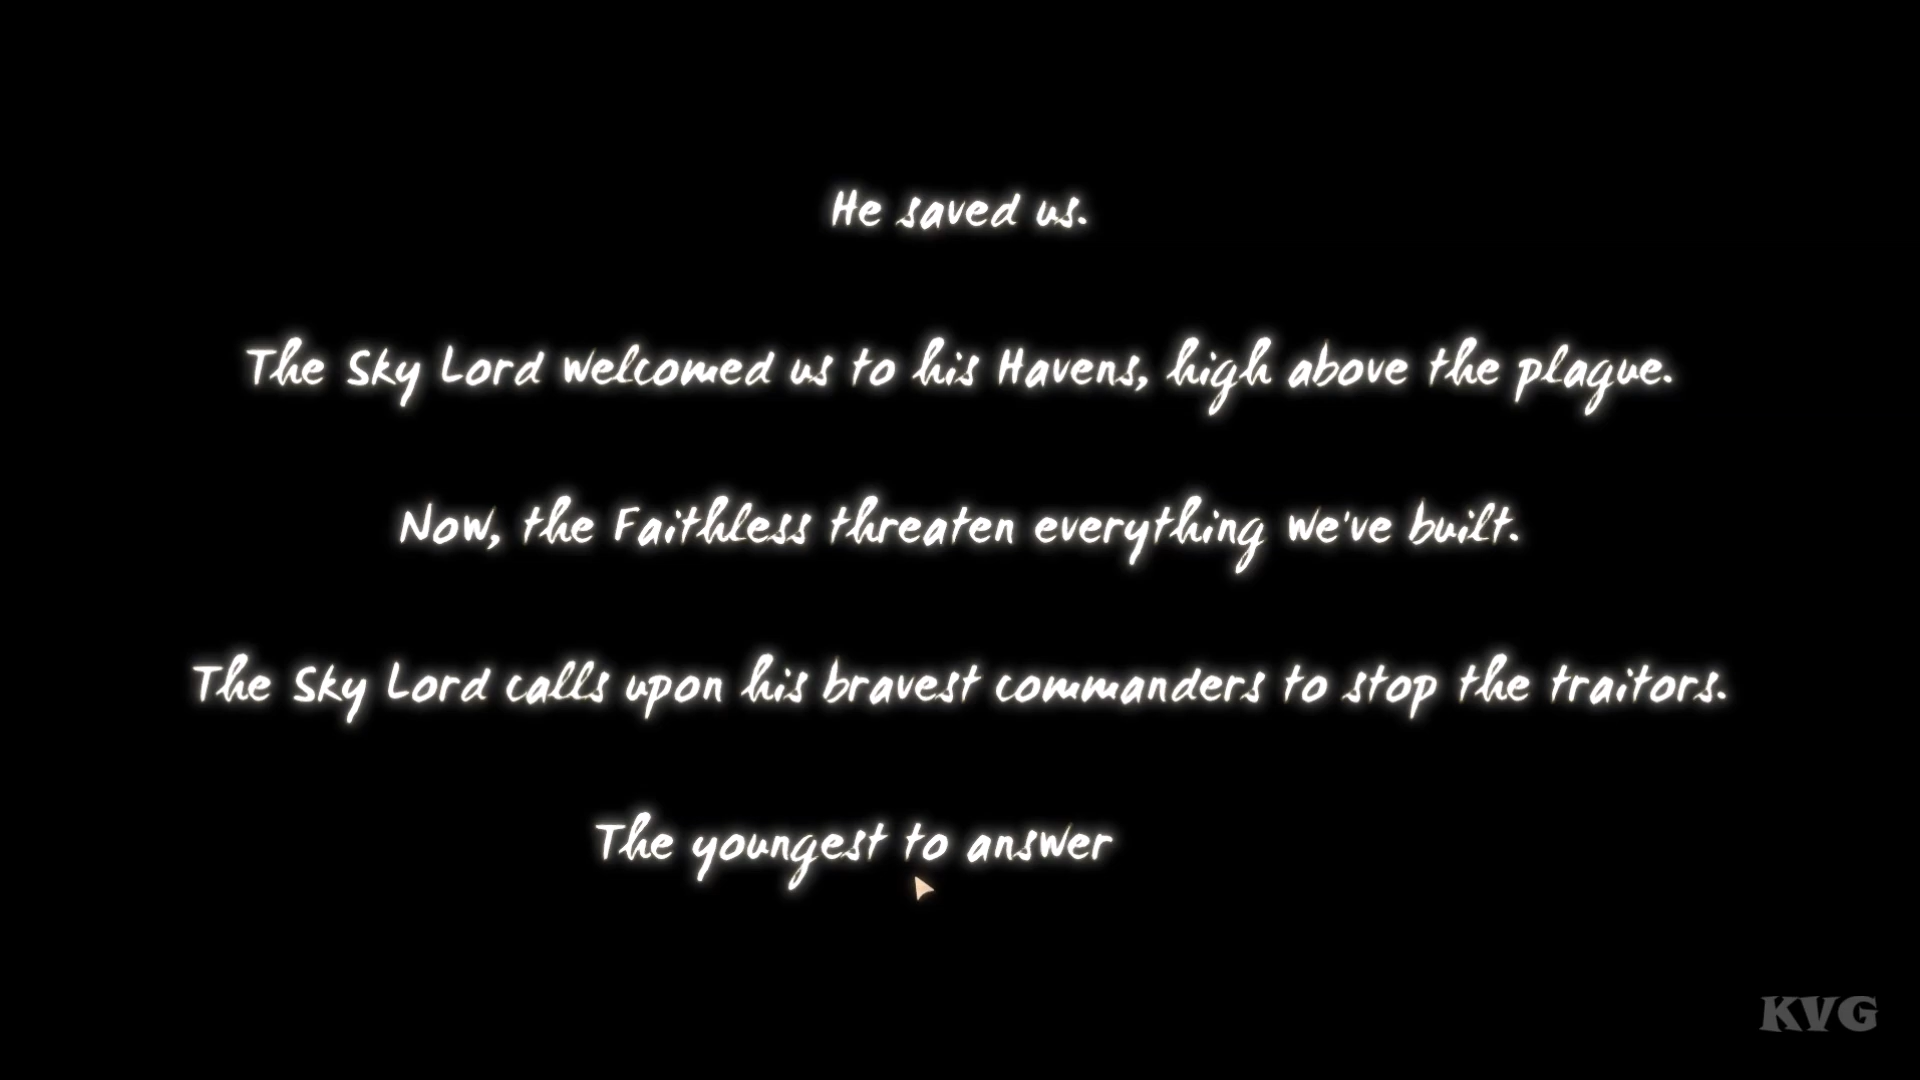 He saved us.
The Sky Lord welcomed us to his Havens, high above the plague.
Now, the Faithless threaten everything we've built.
The Sky Lord calls upon his bravest commanders to stop the traitors.
The youngest to answer
KVG